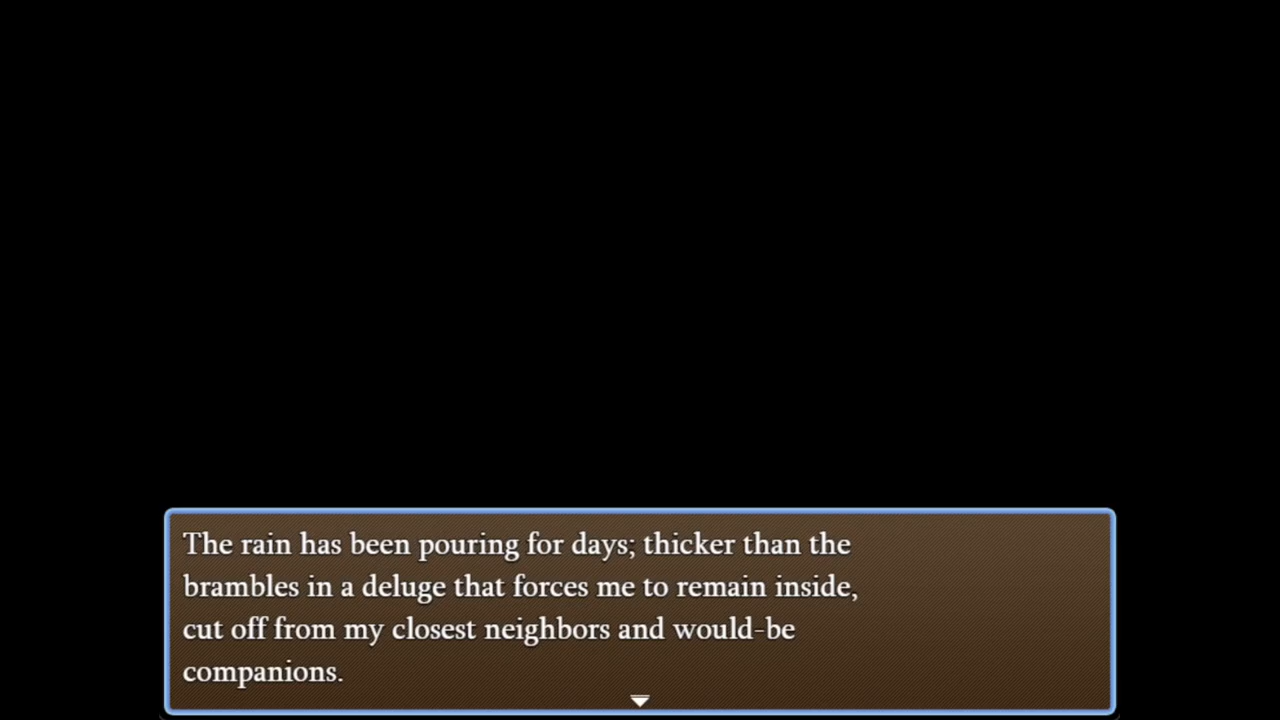 The rain has been pouring for days; thicker than the
brambles in a deluge that forces me to remain inside,
cut off from my closest neighbors and would-be
companions.